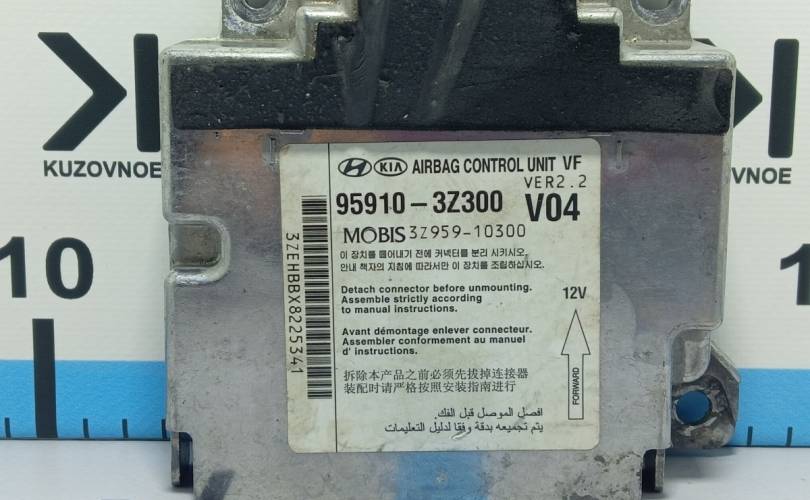 KUZOVNOE
ZOVNOE
10
10
HYUNDAI KIA AIRBAG CONTROL UNIT VF
VER2.2
95910-3Z300 V04
MOBIS 3Z959-10300
이 장치를 떼어내기 전에 커넥터를 분리 시키시오.
안내 책자의 지침에 따라서만 이 장치를 조립하십시오.
Detach connector before unmounting.
Assemble strictly according
to manual instructions.
12V
Avant démontage enlever connecteur.
Assembler conformement au manuel
d' instructions.
FORWARD
拆除本产品之前必须先拔掉连接器
装配时请严格按照安装指南进行
افصل الموصل قبل الفك.
يتم تجميعه بدقة وفقا لدليل التعليمات
3ZEHBBX8225341